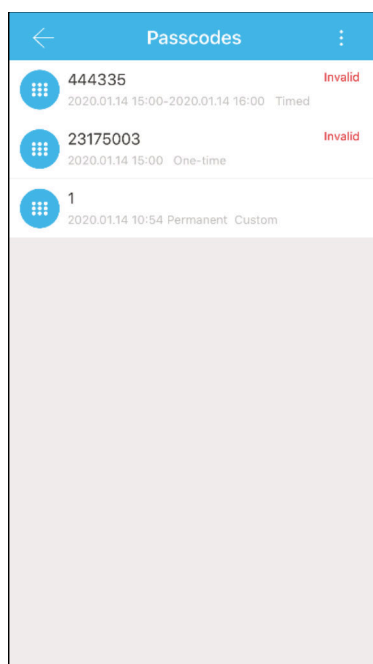 Passcodes
444335 Invalid
2020.01.14 15:00-2020.01.14 16:00 Timed
23175003 Invalid
2020.01.14 15:00 One-time
1
2020.01.14 10:54 Permanent Custom